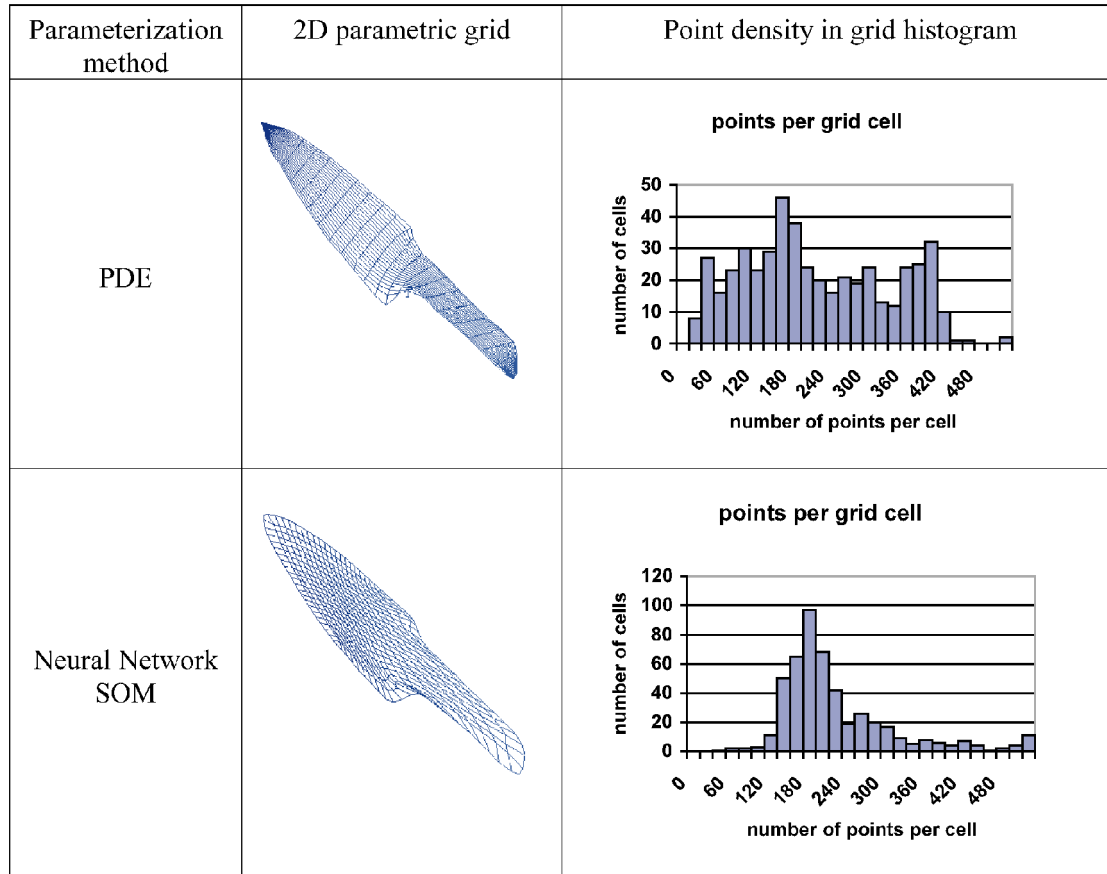 Parameterization method
2D parametric grid
Point density in grid histogram
PDE
points per grid cell
number of cells
50
40
30
20
10
0
0 60 120 180 240 300 360 420 480
number of points per cell
Neural Network SOM
points per grid cell
number of cells
120
100
80
60
40
20
0
0 60 120 180 240 300 360 420 480
number of points per cell